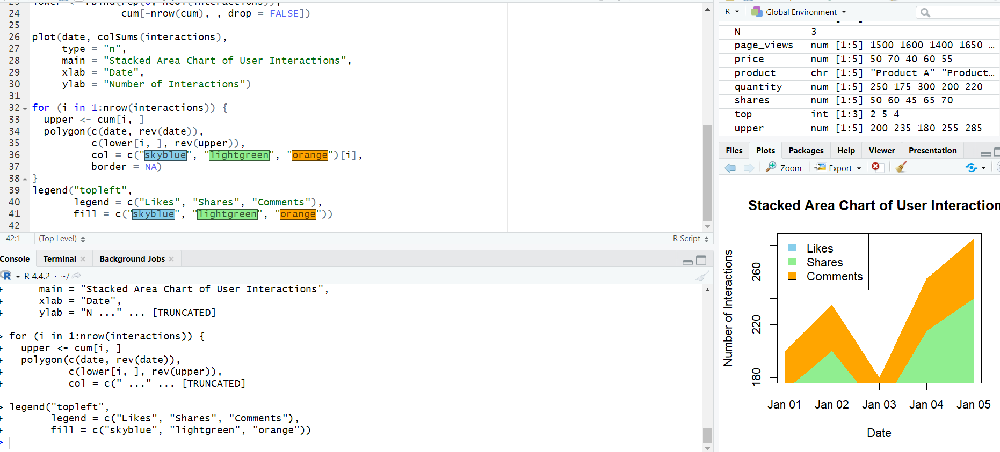 24 cum[-nrow(cum), , drop = FALSE])
25
26 plot(date, colSums(interactions),
27 type = "n",
28 main = "Stacked Area Chart of User Interactions",
29 xlab = "Date",
30 ylab = "Number of Interactions")
31
32 for (i in 1:nrow(interactions)) {
33 upper <- cum[i, ]
34 polygon(c(date, rev(date)),
35 c(lower[i, ], rev(upper)),
36 col = c("skyblue", "lightgreen", "orange")[i],
37 border = NA)
38 }
39 legend("topleft",
40 legend = c("Likes", "Shares", "Comments"),
41 fill = c("skyblue", "lightgreen", "orange"))
42
42:1 (Top Level) R Script
Console Terminal Background Jobs
R R 4.4.2 · ~/
+ main = "Stacked Area Chart of User Interactions",
+ xlab = "Date",
+ ylab = "N ..." ... [TRUNCATED]
> for (i in 1:nrow(interactions)) {
+ upper <- cum[i, ]
+ polygon(c(date, rev(date)),
+ c(lower[i, ], rev(upper)),
+ col = c(" ..." ... [TRUNCATED]
> legend("topleft",
+ legend = c("Likes", "Shares", "Comments"),
+ fill = c("skyblue", "lightgreen", "orange"))
>
R Global Environment
N 3
page_views num [1:5] 1500 1600 1400 1650 ...
price num [1:5] 50 70 40 60 55
product chr [1:5] "Product A" "Product...
quantity num [1:5] 250 175 300 200 220
shares num [1:5] 50 60 45 65 70
top int [1:3] 2 5 4
upper num [1:5] 200 235 180 255 285
Files Plots Packages Help Viewer Presentation
Zoom Export
Stacked Area Chart of User Interaction
Likes
Shares
Comments
Number of Interactions
260
220
180
Jan 01 Jan 02 Jan 03 Jan 04 Jan 05
Date